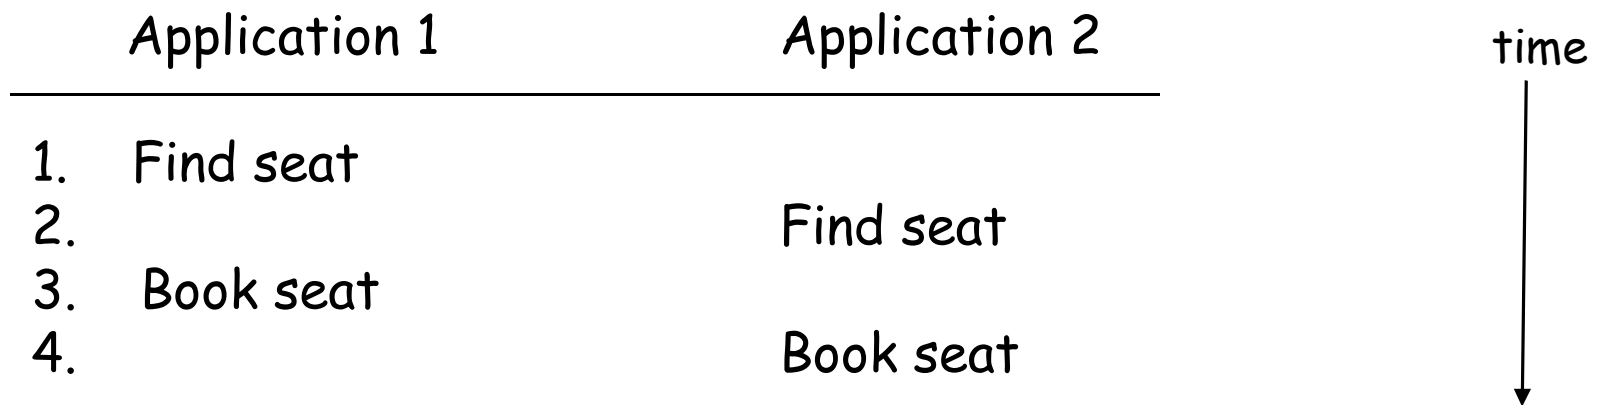 Application 1 Application 2 time
1. Find seat
2. Find seat
3. Book seat
4. Book seat